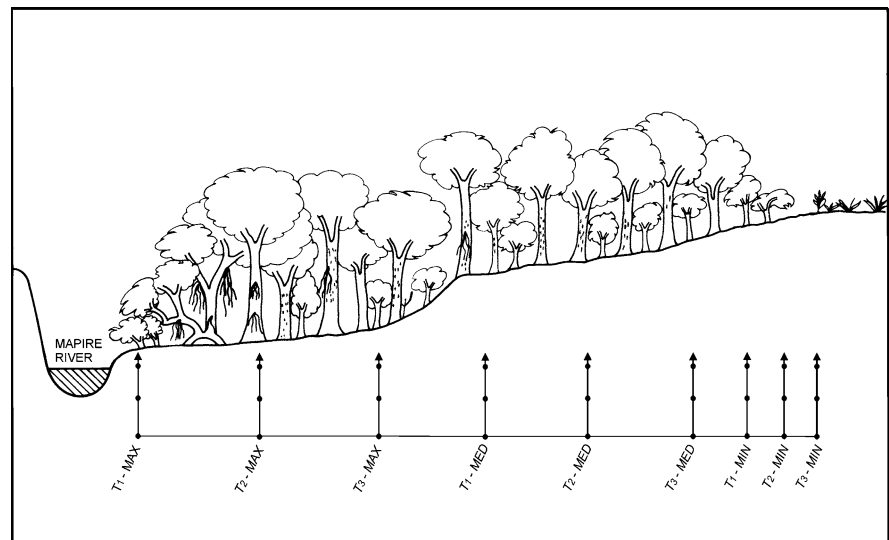 MAPIRE
RIVER
T1 - MAX
T2 - MAX
T3 - MAX
T1 - MED
T2 - MED
T3 - MED
T1 - MIN
T2 - MIN
T3 - MIN